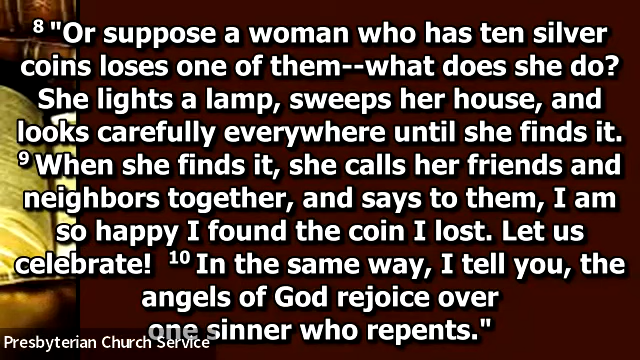 8 "Or suppose a woman who has ten silver
coins loses one of them--what does she do?
She lights a lamp, sweeps her house, and
looks carefully everywhere until she finds it.
9 When she finds it, she calls her friends and
neighbors together, and says to them, I am
so happy I found the coin I lost. Let us
celebrate! 10 In the same way, I tell you, the
angels of God rejoice over
one sinner who repents."
Presbyterian Church Service